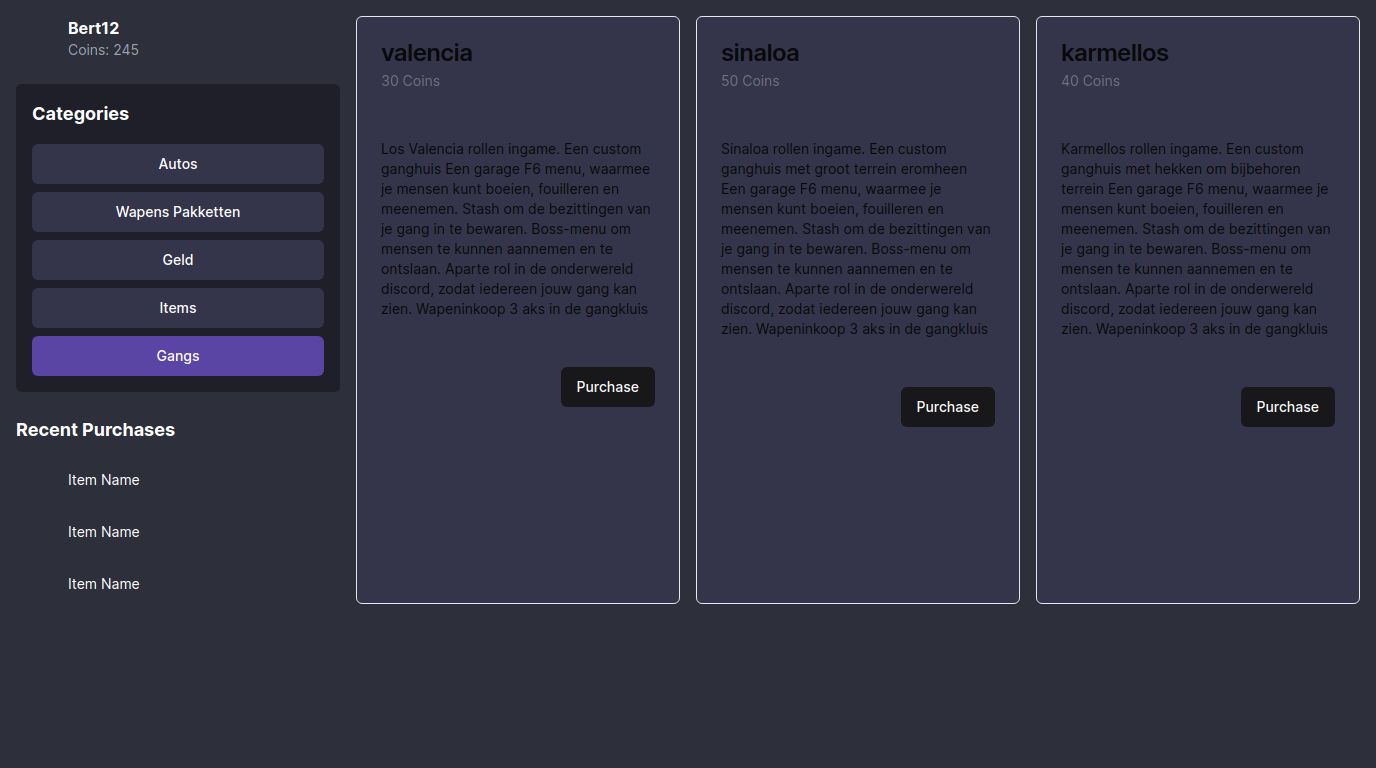 Bert12
Coins: 245
Categories
Autos
Wapens Pakketten
Geld
Items
Gangs
Recent Purchases
Item Name
Item Name
Item Name
valencia
30 Coins
Los Valencia rollen ingame. Een custom
ganghuis Een garage F6 menu, waarmee
je mensen kunt boeien, fouilleren en
meenemen. Stash om de bezittingen van
je gang in te bewaren. Boss-menu om
mensen te kunnen aannemen en te
ontslaan. Aparte rol in de onderwereld
discord, zodat iedereen jouw gang kan
zien. Wapeninkoop 3 aks in de gangkluis
Purchase
sinaloa
50 Coins
Sinaloa rollen ingame. Een custom
ganghuis met groot terrein eromheen
Een garage F6 menu, waarmee je
mensen kunt boeien, fouilleren en
meenemen. Stash om de bezittingen van
je gang in te bewaren. Boss-menu om
mensen te kunnen aannemen en te
ontslaan. Aparte rol in de onderwereld
discord, zodat iedereen jouw gang kan
zien. Wapeninkoop 3 aks in de gangkluis
Purchase
karmellos
40 Coins
Karmellos rollen ingame. Een custom
ganghuis met hekken om bijbehoren
terrein Een garage F6 menu, waarmee je
mensen kunt boeien, fouilleren en
meenemen. Stash om de bezittingen van
je gang in te bewaren. Boss-menu om
mensen te kunnen aannemen en te
ontslaan. Aparte rol in de onderwereld
discord, zodat iedereen jouw gang kan
zien. Wapeninkoop 3 aks in de gangkluis
Purchase